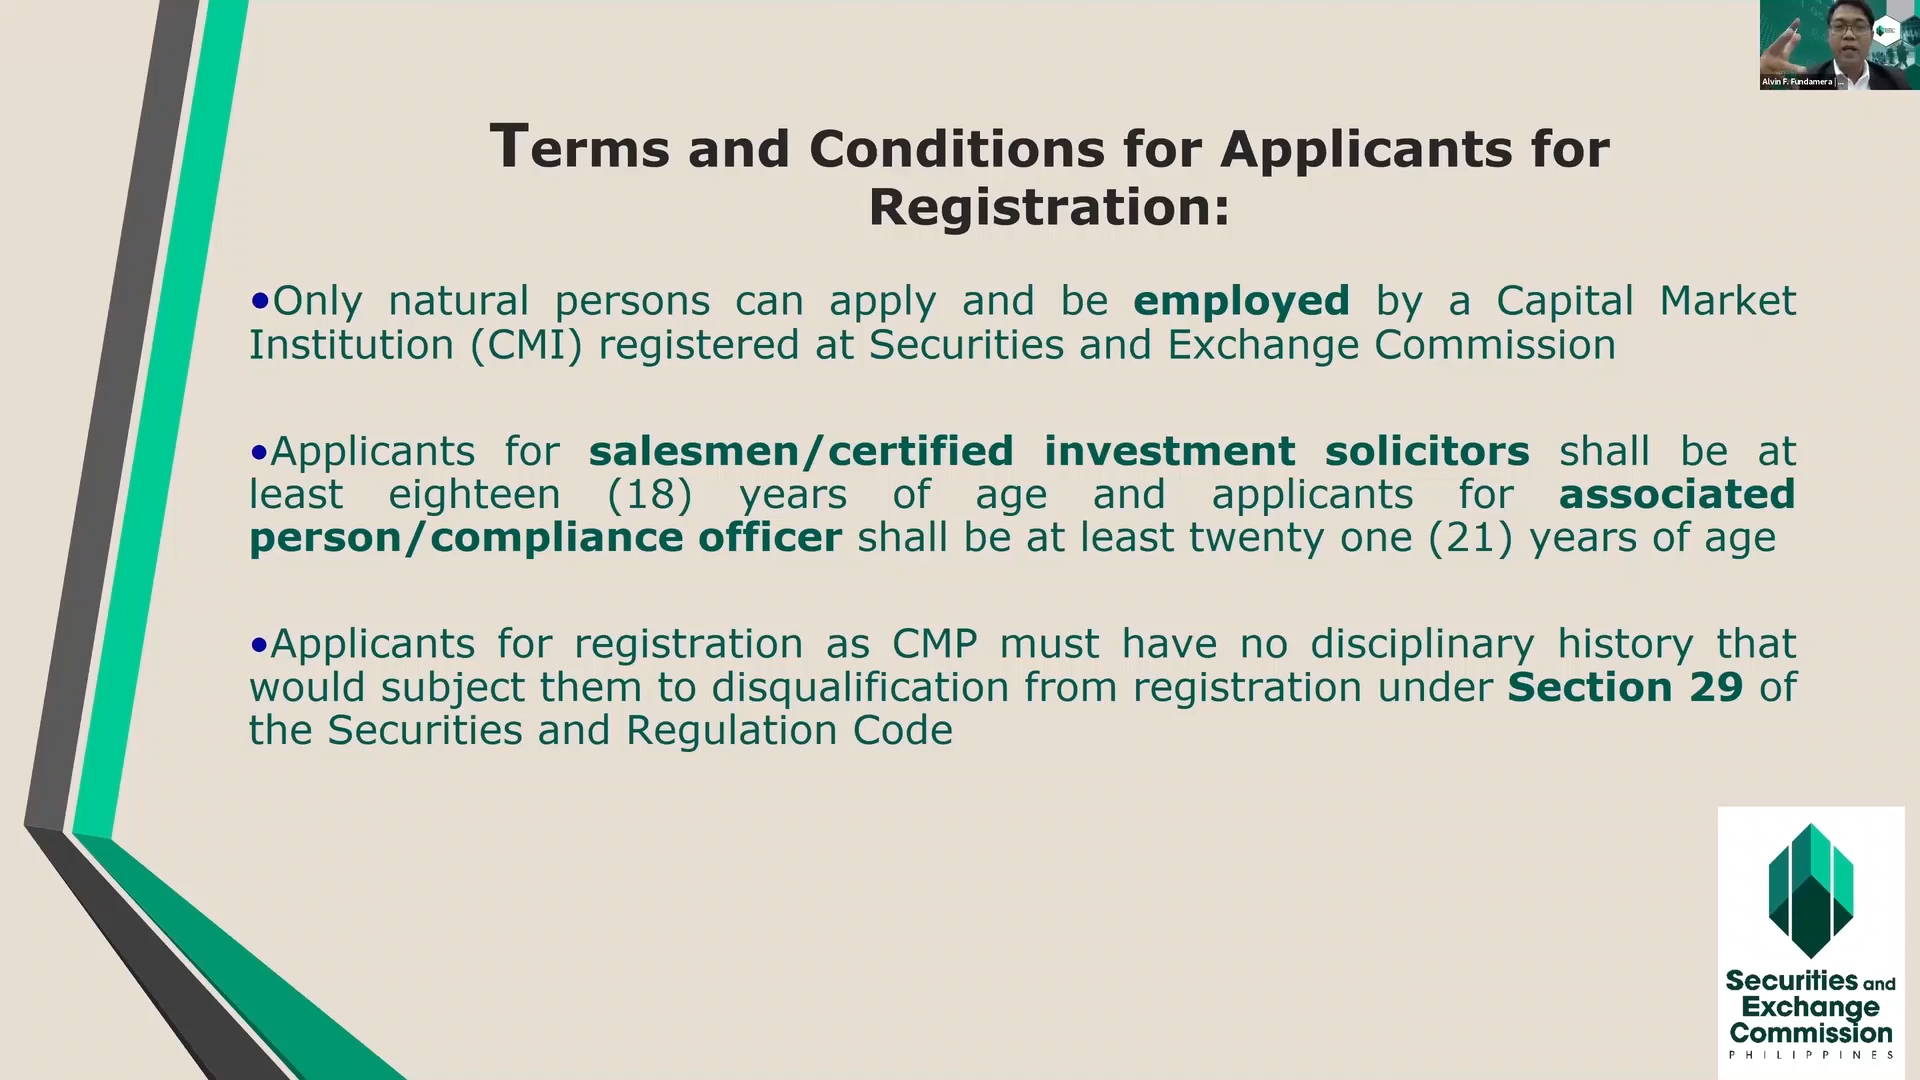 Alvin F. Fundamera | ...
Terms and Conditions for Applicants for
Registration:
•Only natural persons can apply and be employed by a Capital Market
Institution (CMI) registered at Securities and Exchange Commission
•Applicants for salesmen/certified investment solicitors shall be at
least eighteen (18) years of age and applicants for associated
person/compliance officer shall be at least twenty one (21) years of age
•Applicants for registration as CMP must have no disciplinary history that
would subject them to disqualification from registration under Section 29 of
the Securities and Regulation Code
Securities and
Exchange
Commission
PHILIPPINES